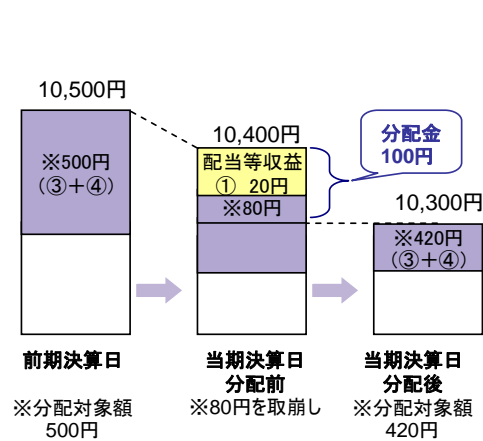 10,500円
※500円
（③＋④）
前期決算日
※分配対象額
500円
10,400円
配当等収益
① 20円
※80円
当期決算日
分配前
※80円を取崩し
分配金
100円
10,300円
※420円
（③＋④）
当期決算日
分配後
※分配対象額
420円